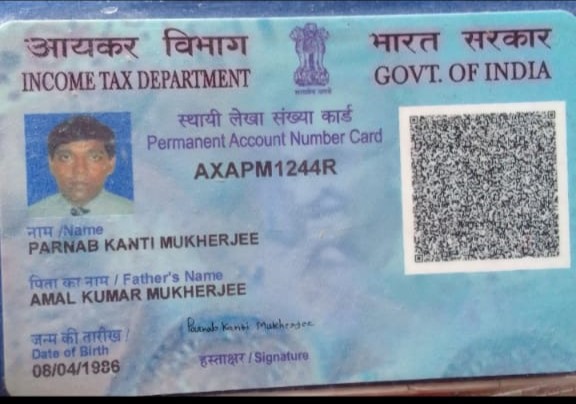 आयकर विभाग
INCOME TAX DEPARTMENT
सत्यमेव जयते
भारत सरकार
GOVT. OF INDIA
स्थायी लेखा संख्या कार्ड
Permanent Account Number Card
AXAPM1244R
नाम /Name
PARNAB KANTI MUKHERJEE
पिता का नाम / Father's Name
AMAL KUMAR MUKHERJEE
जन्म की तारीख /
Date of Birth
08/04/1986
Parnab Kanti Mukherjee
हस्ताक्षर / Signature